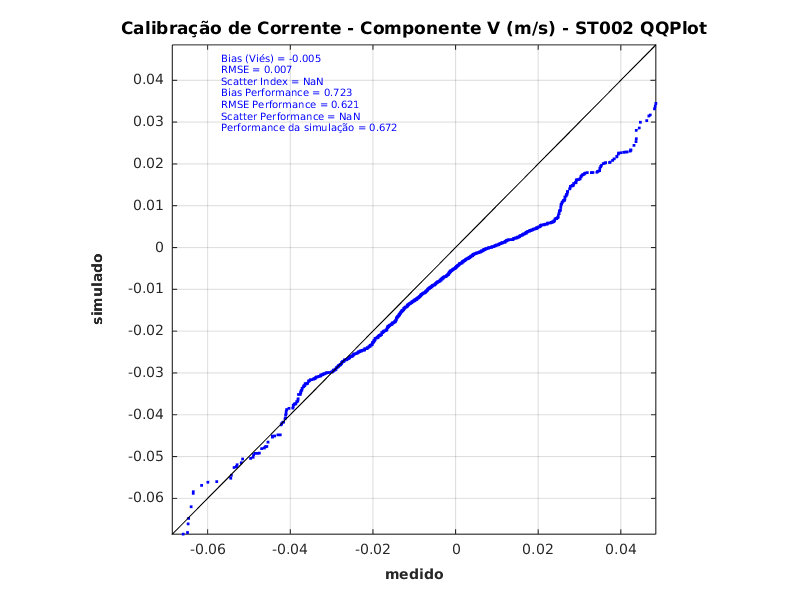 Calibração de Corrente - Componente V (m/s) - ST002 QQPlot
Bias (Viés) = -0.005
RMSE = 0.007
Scatter Index = NaN
Bias Performance = 0.723
RMSE Performance = 0.621
Scatter Performance = NaN
Performance da simulação = 0.672
0.04
0.03
0.02
0.01
0
-0.01
-0.02
-0.03
-0.04
-0.05
-0.06
simulado
-0.06 -0.04 -0.02 0 0.02 0.04
medido